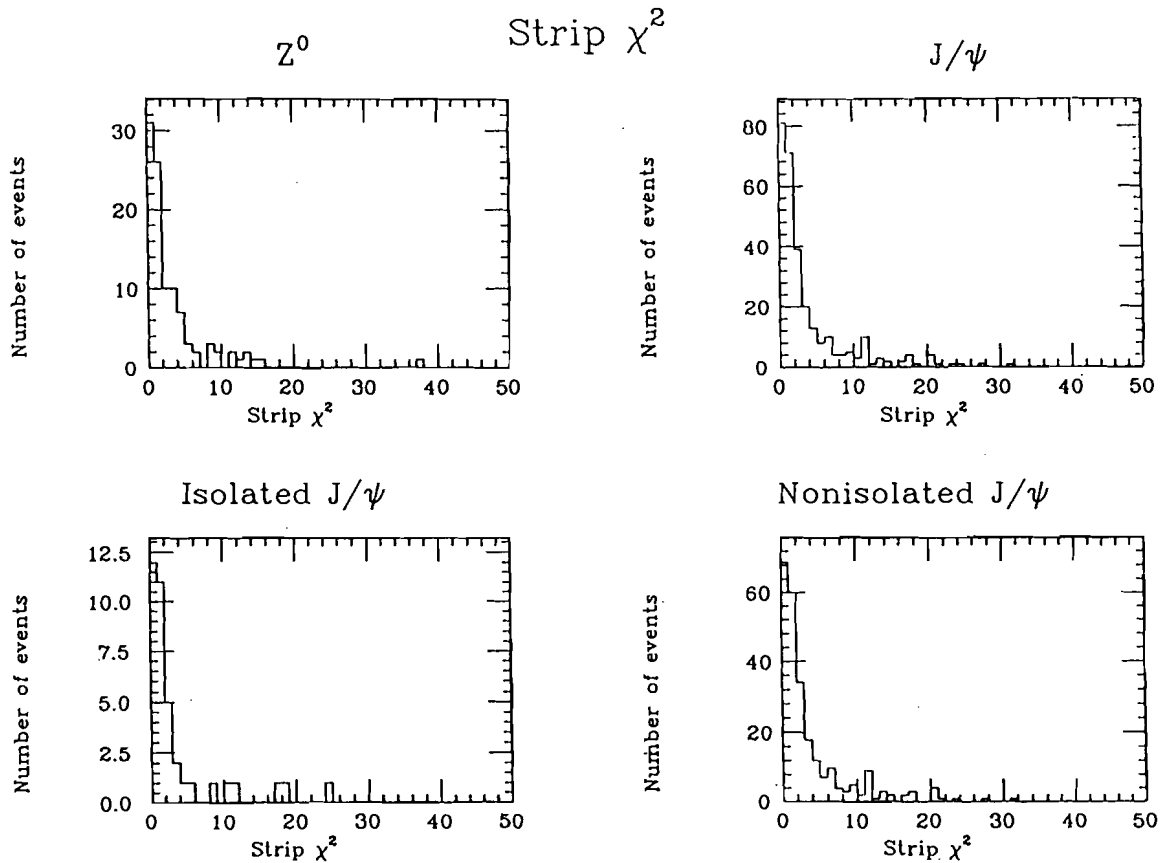 Strip χ²
Z⁰
Number of events
30
20
10
0
0 10 20 30 40 50
Strip χ²
J/ψ
Number of events
80
60
40
20
0
0 10 20 30 40 50
Strip χ²
Isolated J/ψ
Number of events
12.5
10.0
7.5
5.0
2.5
0.0
0 10 20 30 40 50
Strip χ²
Nonisolated J/ψ
Number of events
60
40
20
0
0 10 20 30 40 50
Strip χ²